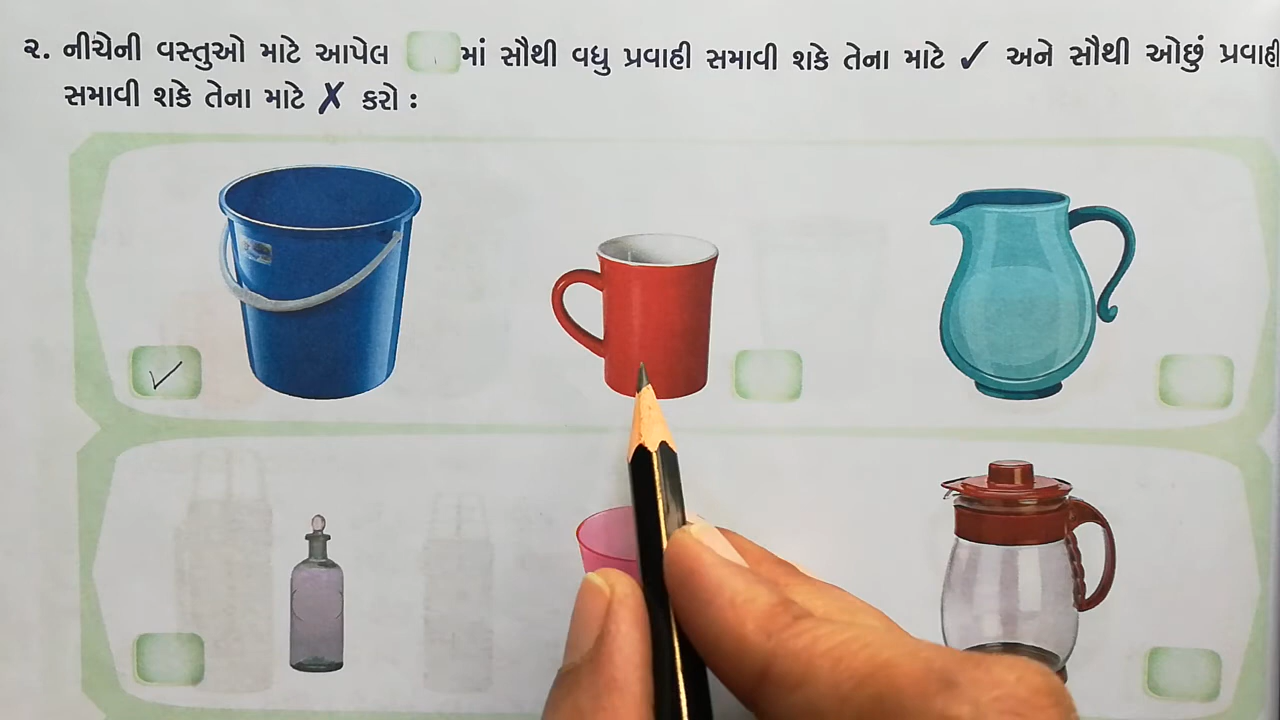 ૨. નીચેની વસ્તુઓ માટે આપેલ માં સૌથી વધુ પ્રવાહી સમાવી શકે તેના માટે ✓ અને સૌથી ઓછું પ્રવાહી
સમાવી શકે તેના માટે ✗ કરો :